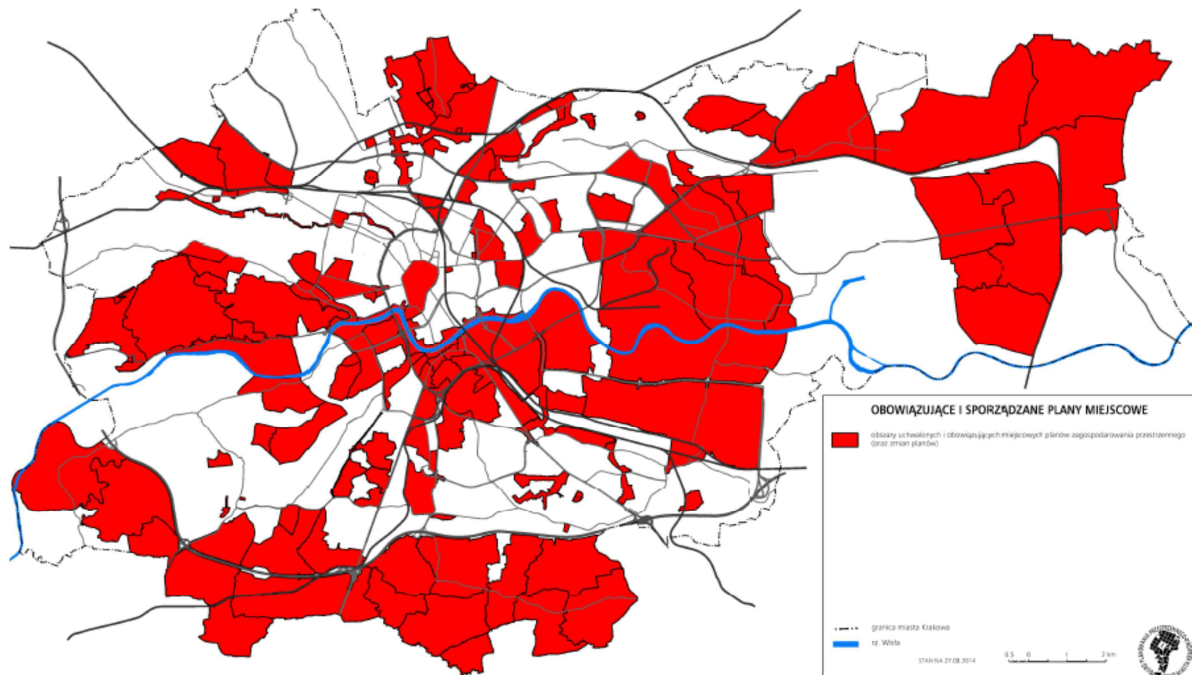 OBOWIĄZUJĄCE I SPORZĄDZANE PLANY MIEJSCOWE
obszary uchwalonych i obowiązujących miejscowych planów zagospodarowania przestrzennego
(oraz zmian planów)
granica miasta Krakowa
rz. Wisła
STAN NA 27.08.2014
0.5 0 1 2 km